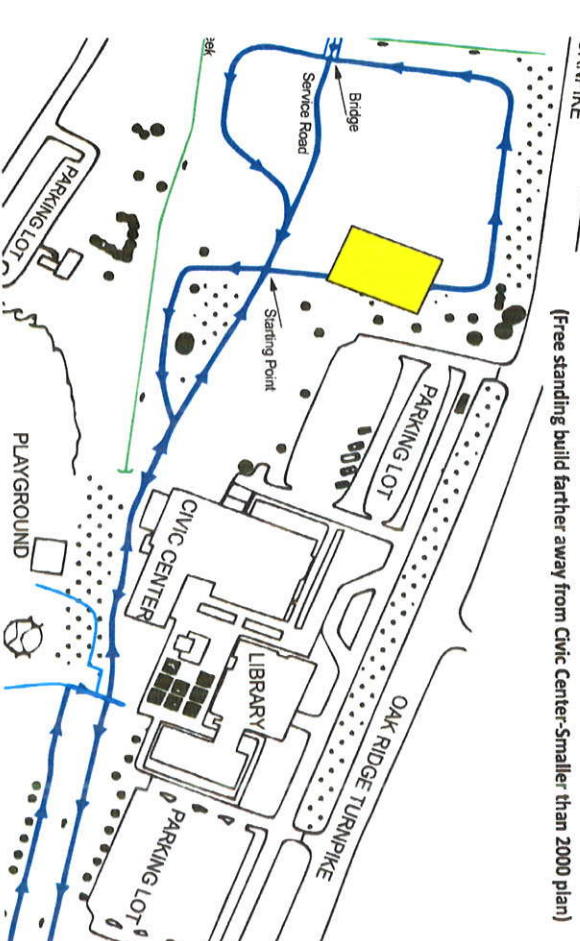 (Free standing build farther away from Civic Center-Smaller than 2000 plan)
OAK RIDGE TURNPIKE
Bridge
Service Road
Starting Point
PARKING LOT
PARKING LOT
CIVIC CENTER
LIBRARY
PARKING LOT
PLAYGROUND